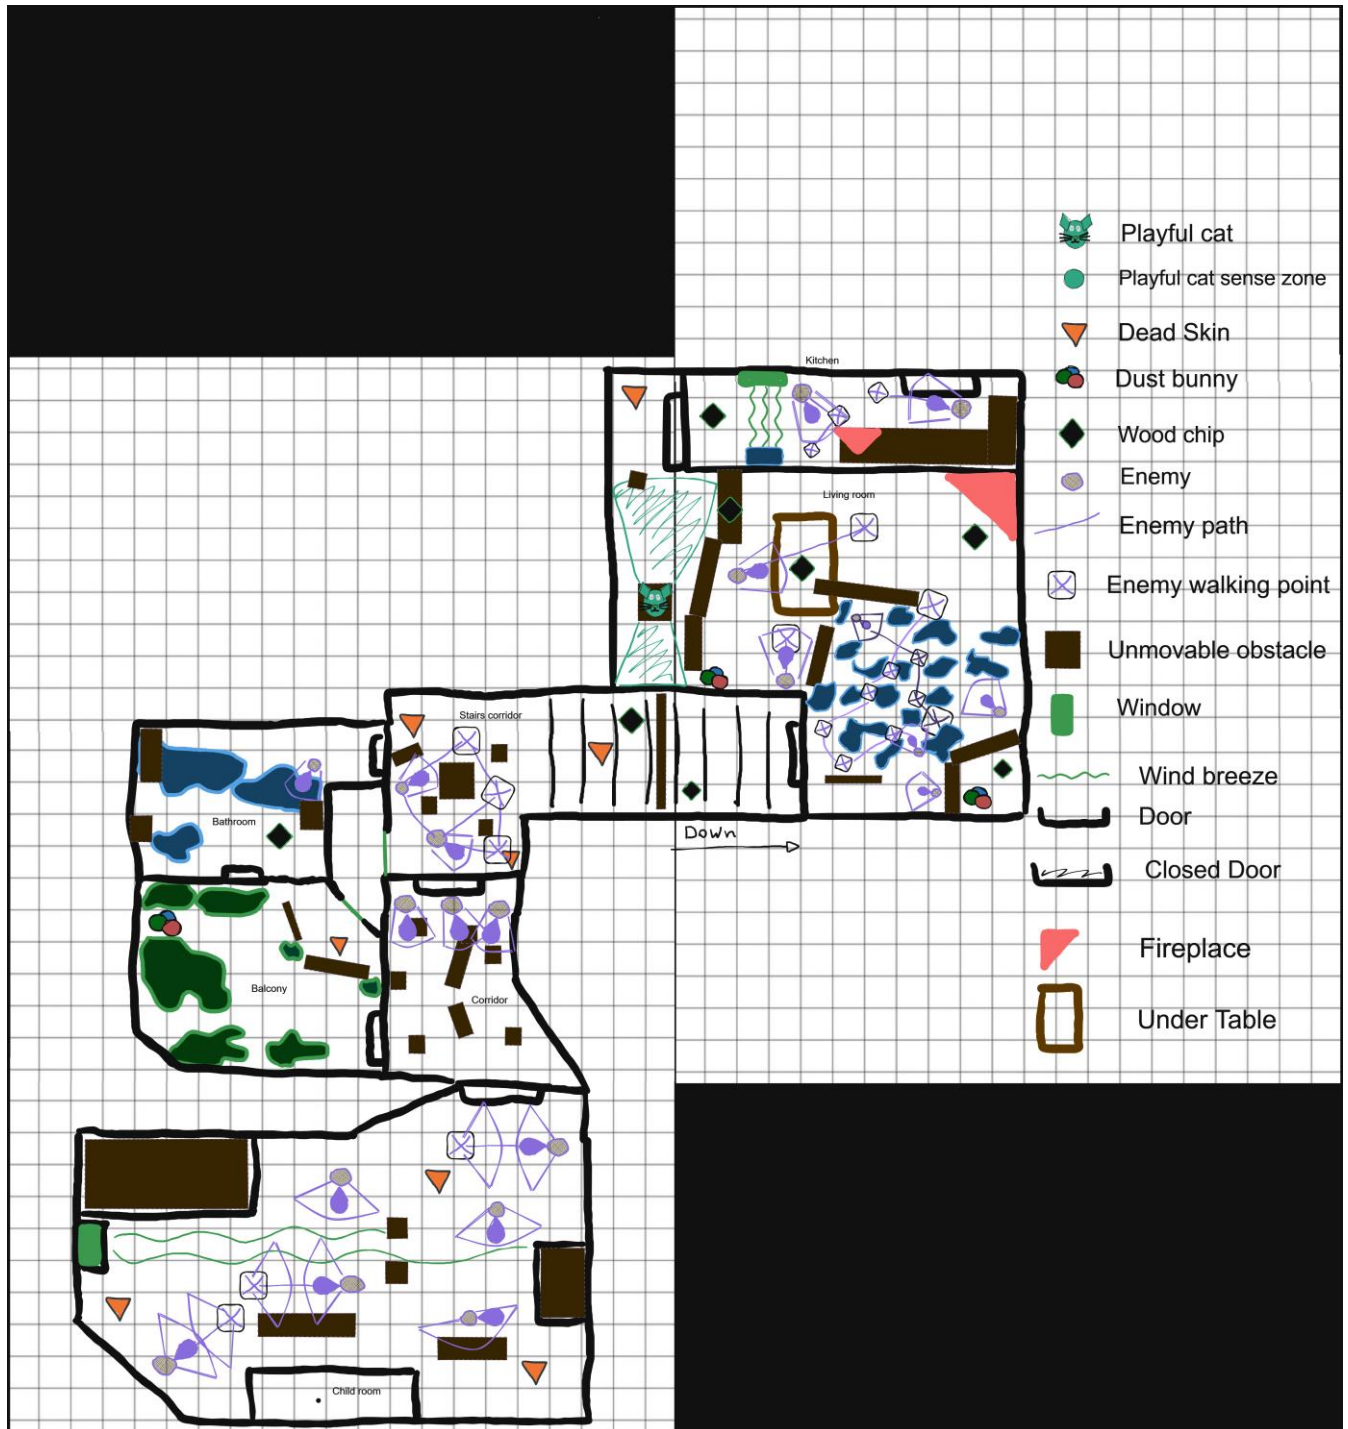 Kitchen
Playful cat
Playful cat sense zone
Dead Skin
Dust bunny
Wood chip
Enemy
Living room
Enemy path
Enemy walking point
Unmovable obstacle
Stairs corridor
Window
Wind breeze
Bathroom
Door
Down
Closed Door
Fireplace
Balcony
Corridor
Under Table
Child room